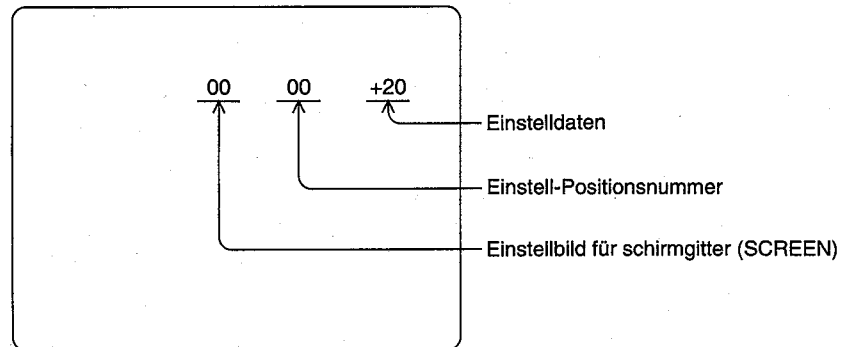 00 00 +20
Einstelldaten
Einstell-Positionsnummer
Einstellbild für schirmgitter (SCREEN)